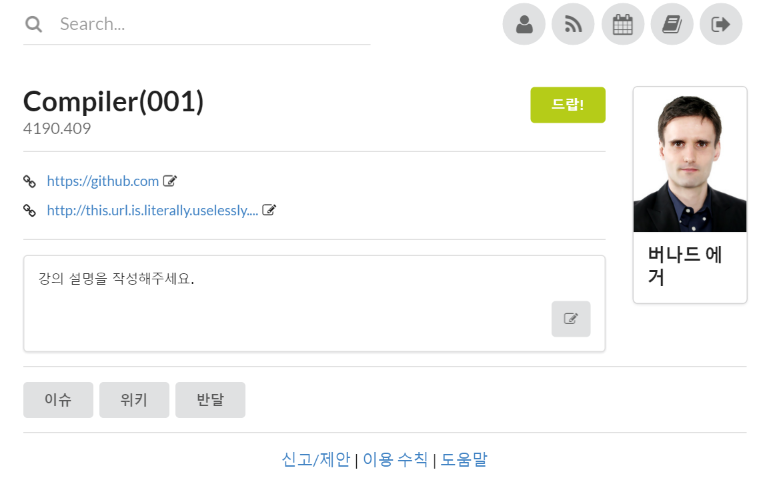 Search...
Compiler(001)
4190.409
드랍!
https://github.com
http://this.url.is.literally.uselessly....
버나드 에
거
강의 설명을 작성해주세요.
이슈
위키
반달
신고/제안 | 이용 수칙 | 도움말